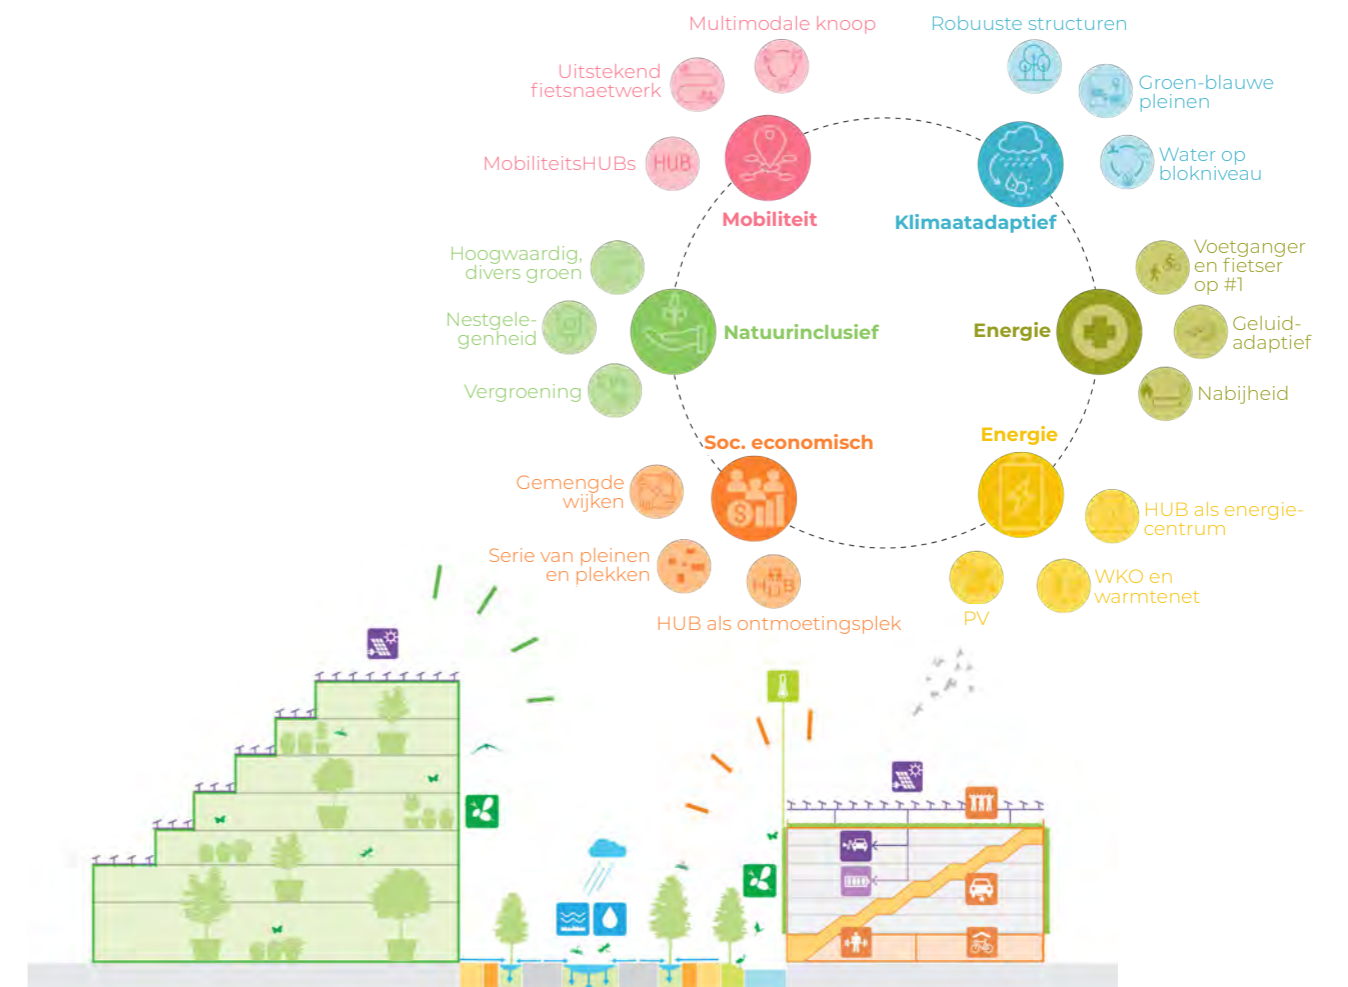 Multimodale knoop
Uitstekend
fietsnaetwerk
MobiliteitsHUBs
HUB
Mobiliteit
Robuuste structuren
Groen-blauwe
pleinen
Water op
blokniveau
Klimaatadaptief
Hoogwaardig,
divers groen
Nestgele-
genheid
Vergroening
Natuurinclusief
Voetganger
en fietser
op #1
Geluid-
adaptief
Nabijheid
Energie
Soc. economisch
Gemengde
wijken
Serie van pleinen
en plekken
HUB
HUB als ontmoetingsplek
Energie
HUB als energie-
centrum
WKO en
warmtenet
PV